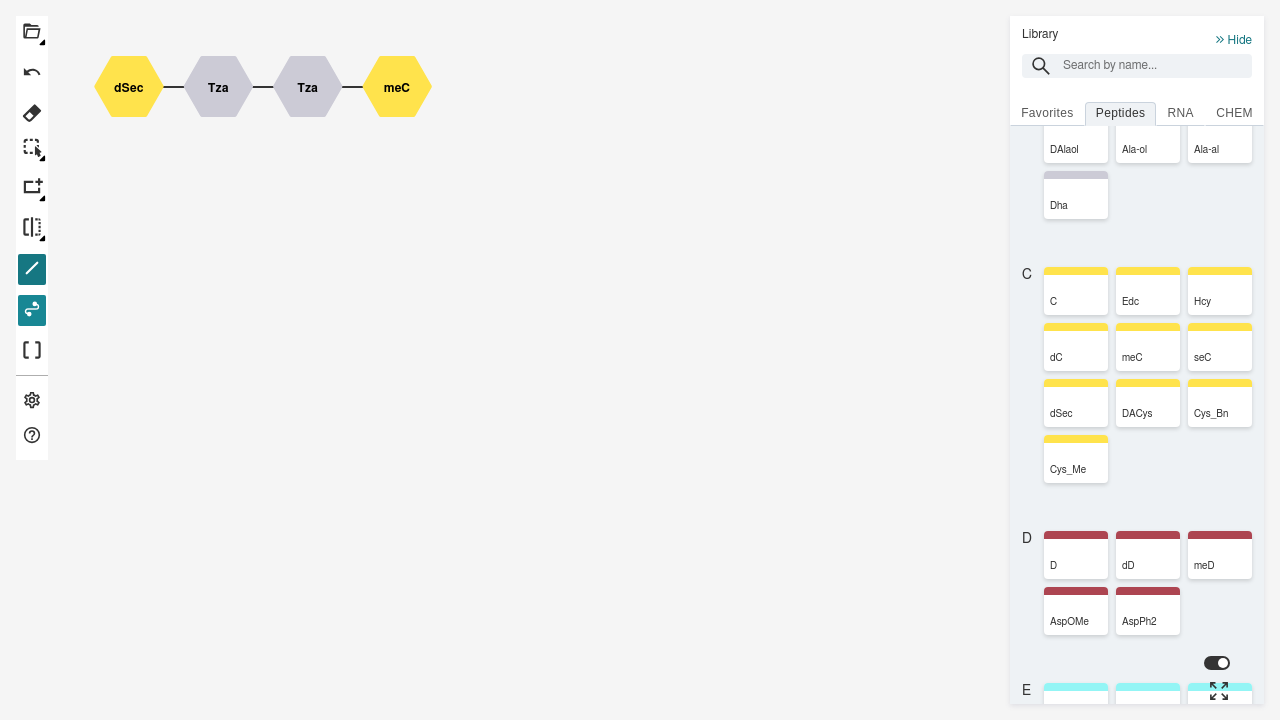 dSec Tza Tza meC
Library
Hide
Search by name...
Favorites Peptides RNA CHEM
DAlaol Ala-ol Ala-al
Dha
C
C Edc Hcy
dC meC seC
dSec DACys Cys_Bn
Cys_Me
D
D dD meD
AspOMe AspPh2
E